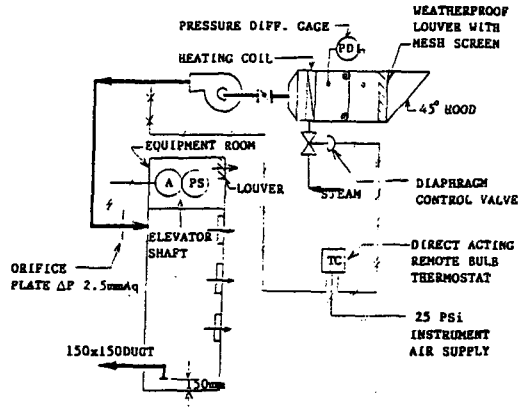 WEATHERPROOF
LOUVER WITH
MESH SCREEN
PRESSURE DIFF. GAGE
PD
HEATING COIL
45° HOOD
EQUIPMENT ROOM
A
PS
LOUVER
STEAM
DIAPHRAGM
CONTROL VALVE
ELEVATOR
SHAFT
ORIFICE
PLATE ΔP 2.5mmAq
TC
DIRECT ACTING
REMOTE BULB
THERMOSTAT
25 PSi
INSTRUMENT
AIR SUPPLY
150x150DUCT
150mm